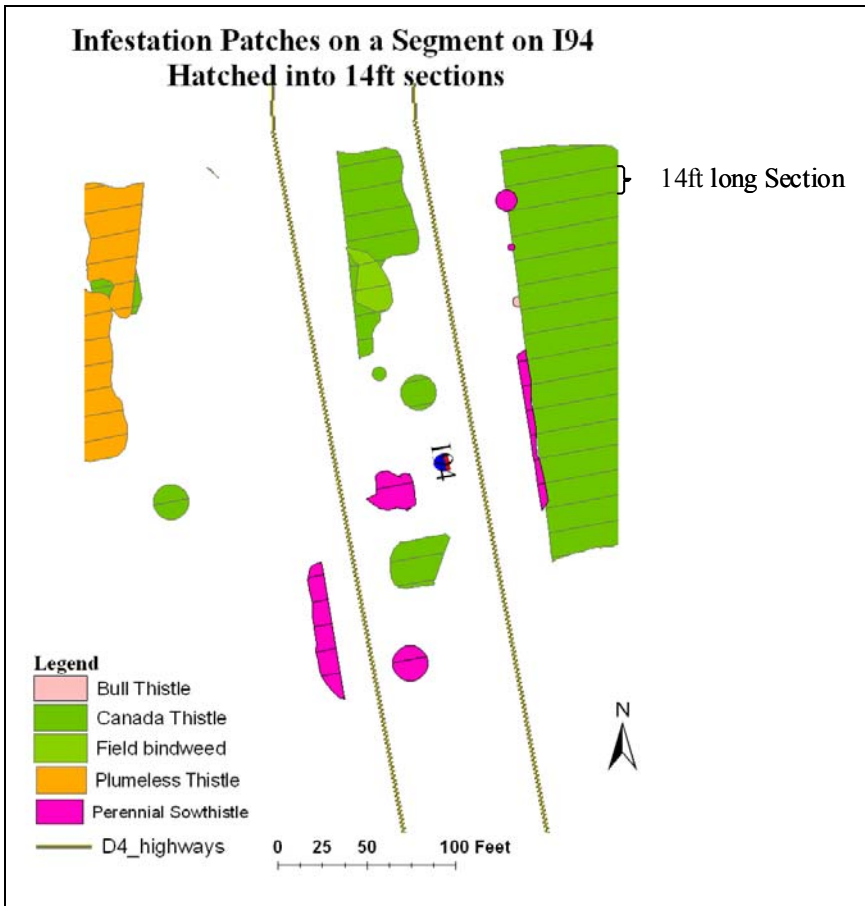 Infestation Patches on a Segment on I94
Hatched into 14ft sections
14ft long Section
I94
Legend
Bull Thistle
Canada Thistle
Field bindweed
Plumeless Thistle
Perennial Sowthistle
D4_highways
N
0 25 50 100 Feet